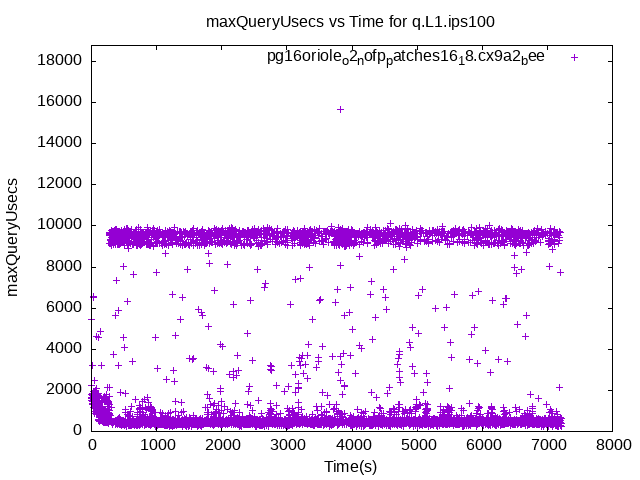 maxQueryUsecs vs Time for q.L1.ips100
pg16oriole_o2_nofp_patches16_18.cx9a2_bee
18000
16000
14000
12000
10000
8000
6000
4000
2000
0
maxQueryUsecs
0 1000 2000 3000 4000 5000 6000 7000 8000
Time(s)